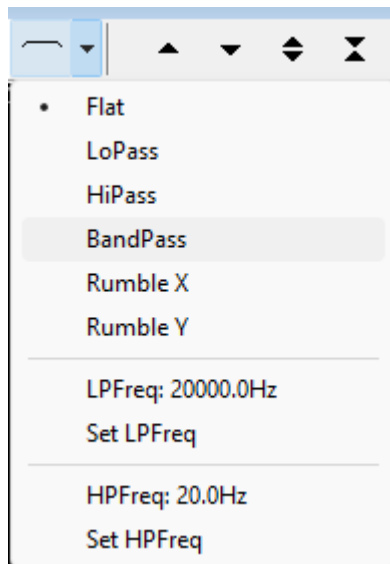 Flat
LoPass
HiPass
BandPass
Rumble X
Rumble Y
LPFreq: 20000.0Hz
Set LPFreq
HPFreq: 20.0Hz
Set HPFreq